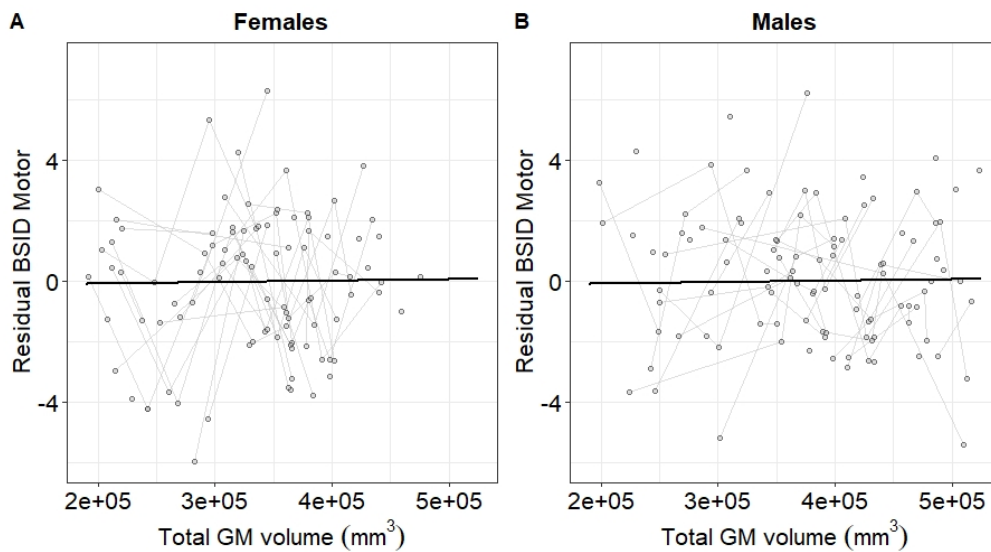 A Females
B Males
Residual BSID Motor
4
0
-4
2e+05 3e+05 4e+05 5e+05
Total GM volume (mm³)
Residual BSID Motor
4
0
-4
2e+05 3e+05 4e+05 5e+05
Total GM volume (mm³)